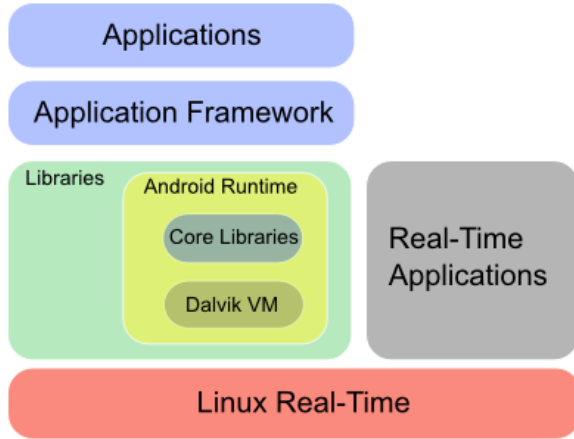 Applications
Application Framework
Libraries
Android Runtime
Core Libraries
Dalvik VM
Real-Time
Applications
Linux Real-Time